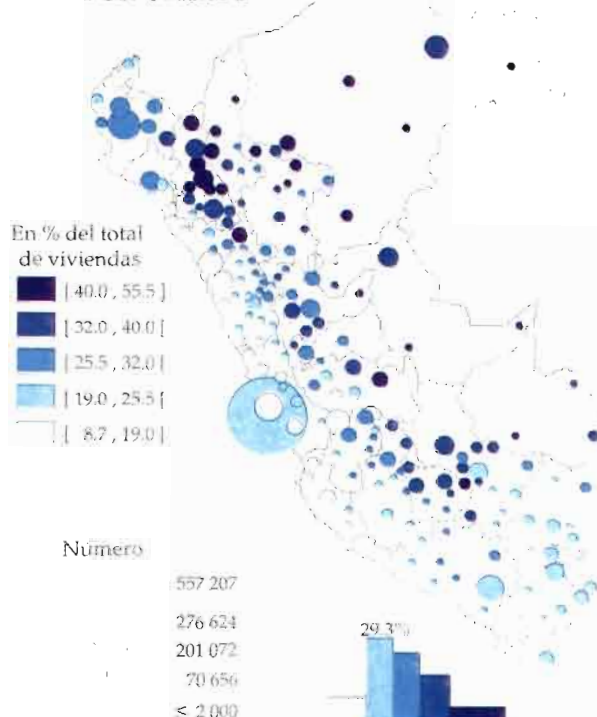 En % del total
de viviendas
[ 40.0 , 55.5 ]
[ 32.0 , 40.0 [
[ 25.5 , 32.0 [
[ 19.0 , 25.5 [
[ 8.7 , 19.0 [
Número
557 207
276 624
201 072
70 656
≤ 2 000
29.3%